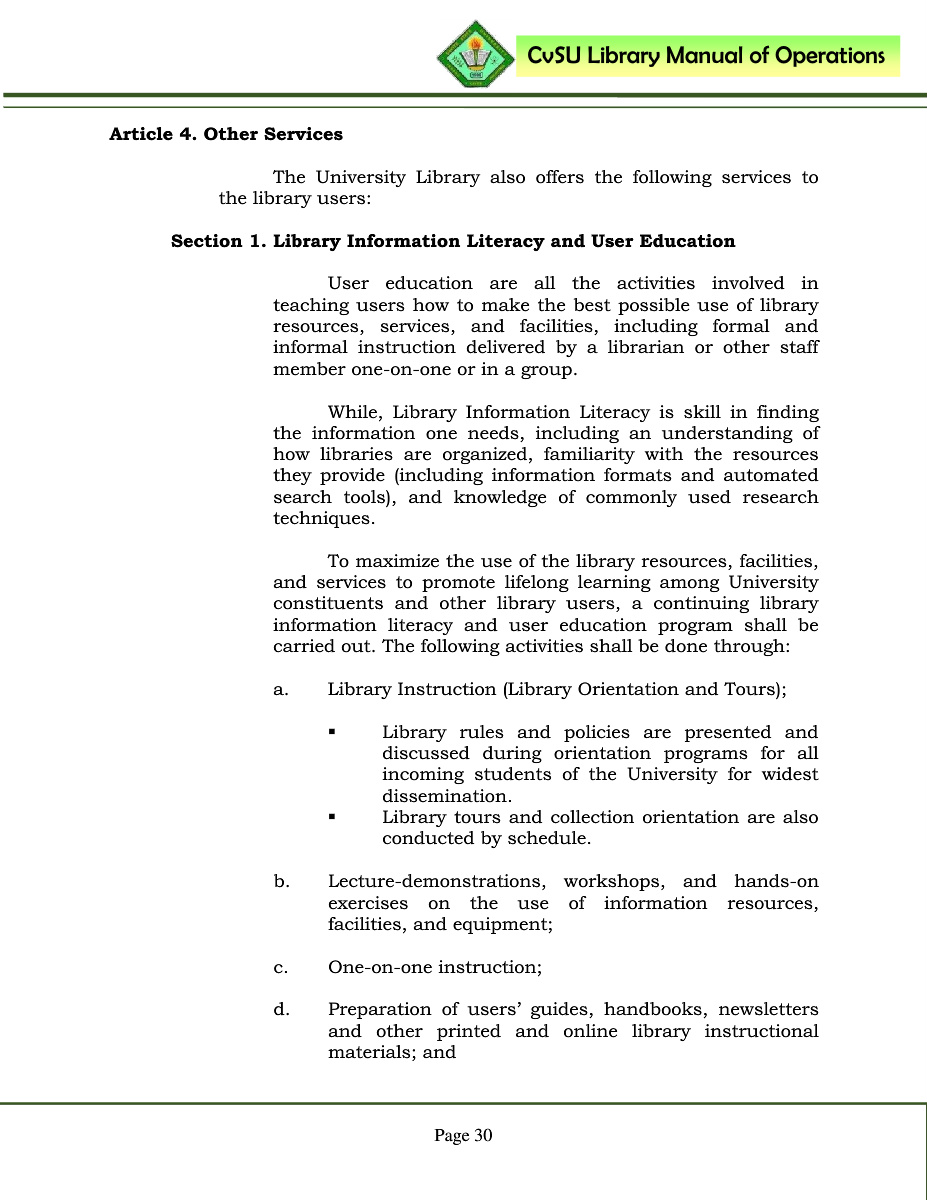 CvSU Library Manual of Operations
Article 4. Other Services
The University Library also offers the following services to
the library users:
Section 1. Library Information Literacy and User Education
User education are all the activities involved in
teaching users how to make the best possible use of library
resources, services, and facilities, including formal and
informal instruction delivered by a librarian or other staff
member one-on-one or in a group.
While, Library Information Literacy is skill in finding
the information one needs, including an understanding of
how libraries are organized, familiarity with the resources
they provide (including information formats and automated
search tools), and knowledge of commonly used research
techniques.
To maximize the use of the library resources, facilities,
and services to promote lifelong learning among University
constituents and other library users, a continuing library
information literacy and user education program shall be
carried out. The following activities shall be done through:
a. Library Instruction (Library Orientation and Tours);
▪ Library rules and policies are presented and
discussed during orientation programs for all
incoming students of the University for widest
dissemination.
▪ Library tours and collection orientation are also
conducted by schedule.
b. Lecture-demonstrations, workshops, and hands-on
exercises on the use of information resources,
facilities, and equipment;
c. One-on-one instruction;
d. Preparation of users’ guides, handbooks, newsletters
and other printed and online library instructional
materials; and
Page 30